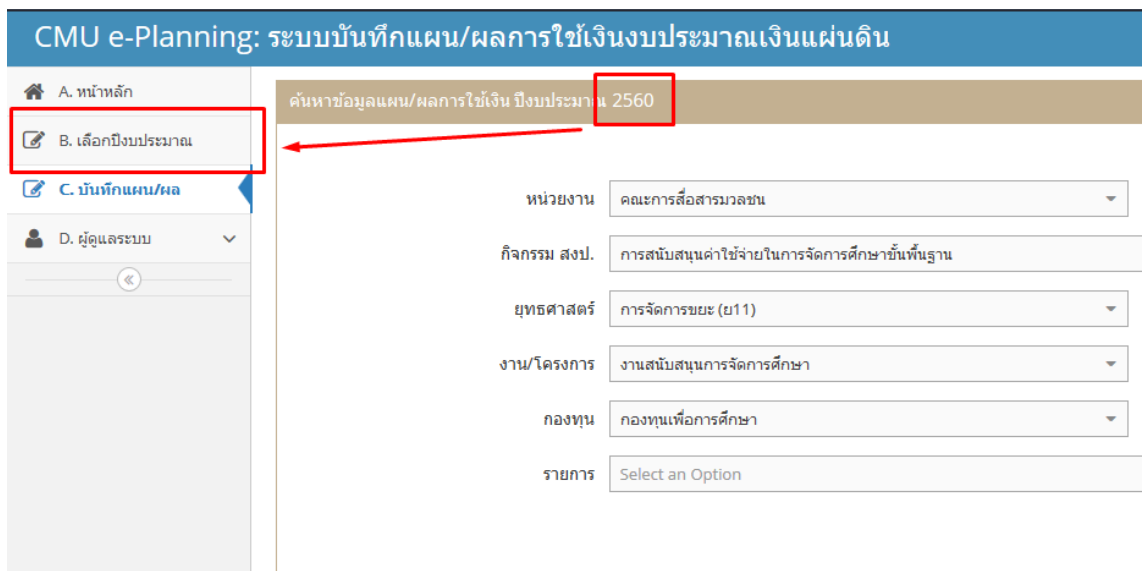 CMU e-Planning: ระบบบันทึกแผน/ผลการใช้เงินงบประมาณเงินแผ่นดิน
A. หน้าหลัก
B. เลือกปีงบประมาณ
C. บันทึกแผน/ผล
D. ผู้ดูแลระบบ
ค้นหาข้อมูลแผน/ผลการใช้เงิน ปีงบประมาณ 2560
หน่วยงาน คณะการสื่อสารมวลชน
กิจกรรม สงป. การสนับสนุนค่าใช้จ่ายในการจัดการศึกษาขั้นพื้นฐาน
ยุทธศาสตร์ การจัดการขยะ (ย11)
งาน/โครงการ งานสนับสนุนการจัดการศึกษา
กองทุน กองทุนเพื่อการศึกษา
รายการ Select an Option